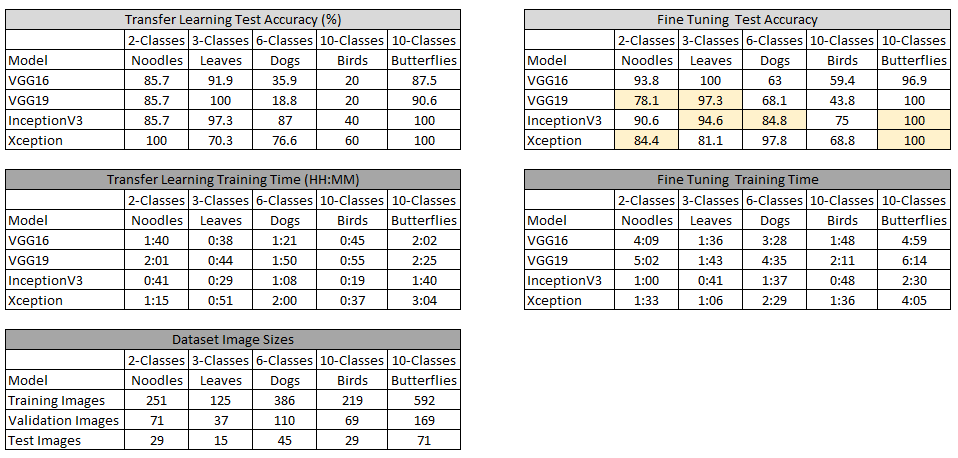 Transfer Learning Test Accuracy (%)
2-Classes 3-Classes 6-Classes 10-Classes 10-Classes
Model Noodles Leaves Dogs Birds Butterflies
VGG16 85.7 91.9 35.9 20 87.5
VGG19 85.7 100 18.8 20 90.6
InceptionV3 85.7 97.3 87 40 100
Xception 100 70.3 76.6 60 100
Fine Tuning Test Accuracy
2-Classes 3-Classes 6-Classes 10-Classes 10-Classes
Model Noodles Leaves Dogs Birds Butterflies
VGG16 93.8 100 63 59.4 96.9
VGG19 78.1 97.3 68.1 43.8 100
InceptionV3 90.6 94.6 84.8 75 100
Xception 84.4 81.1 97.8 68.8 100
Transfer Learning Training Time (HH:MM)
2-Classes 3-Classes 6-Classes 10-Classes 10-Classes
Model Noodles Leaves Dogs Birds Butterflies
VGG16 1:40 0:38 1:21 0:45 2:02
VGG19 2:01 0:44 1:50 0:55 2:25
InceptionV3 0:41 0:29 1:08 0:19 1:40
Xception 1:15 0:51 2:00 0:37 3:04
Fine Tuning Training Time
2-Classes 3-Classes 6-Classes 10-Classes 10-Classes
Model Noodles Leaves Dogs Birds Butterflies
VGG16 4:09 1:36 3:28 1:48 4:59
VGG19 5:02 1:43 4:35 2:11 6:14
InceptionV3 1:00 0:41 1:37 0:48 2:30
Xception 1:33 1:06 2:29 1:36 4:05
Dataset Image Sizes
2-Classes 3-Classes 6-Classes 10-Classes 10-Classes
Model Noodles Leaves Dogs Birds Butterflies
Training Images 251 125 386 219 592
Validation Images 71 37 110 69 169
Test Images 29 15 45 29 71